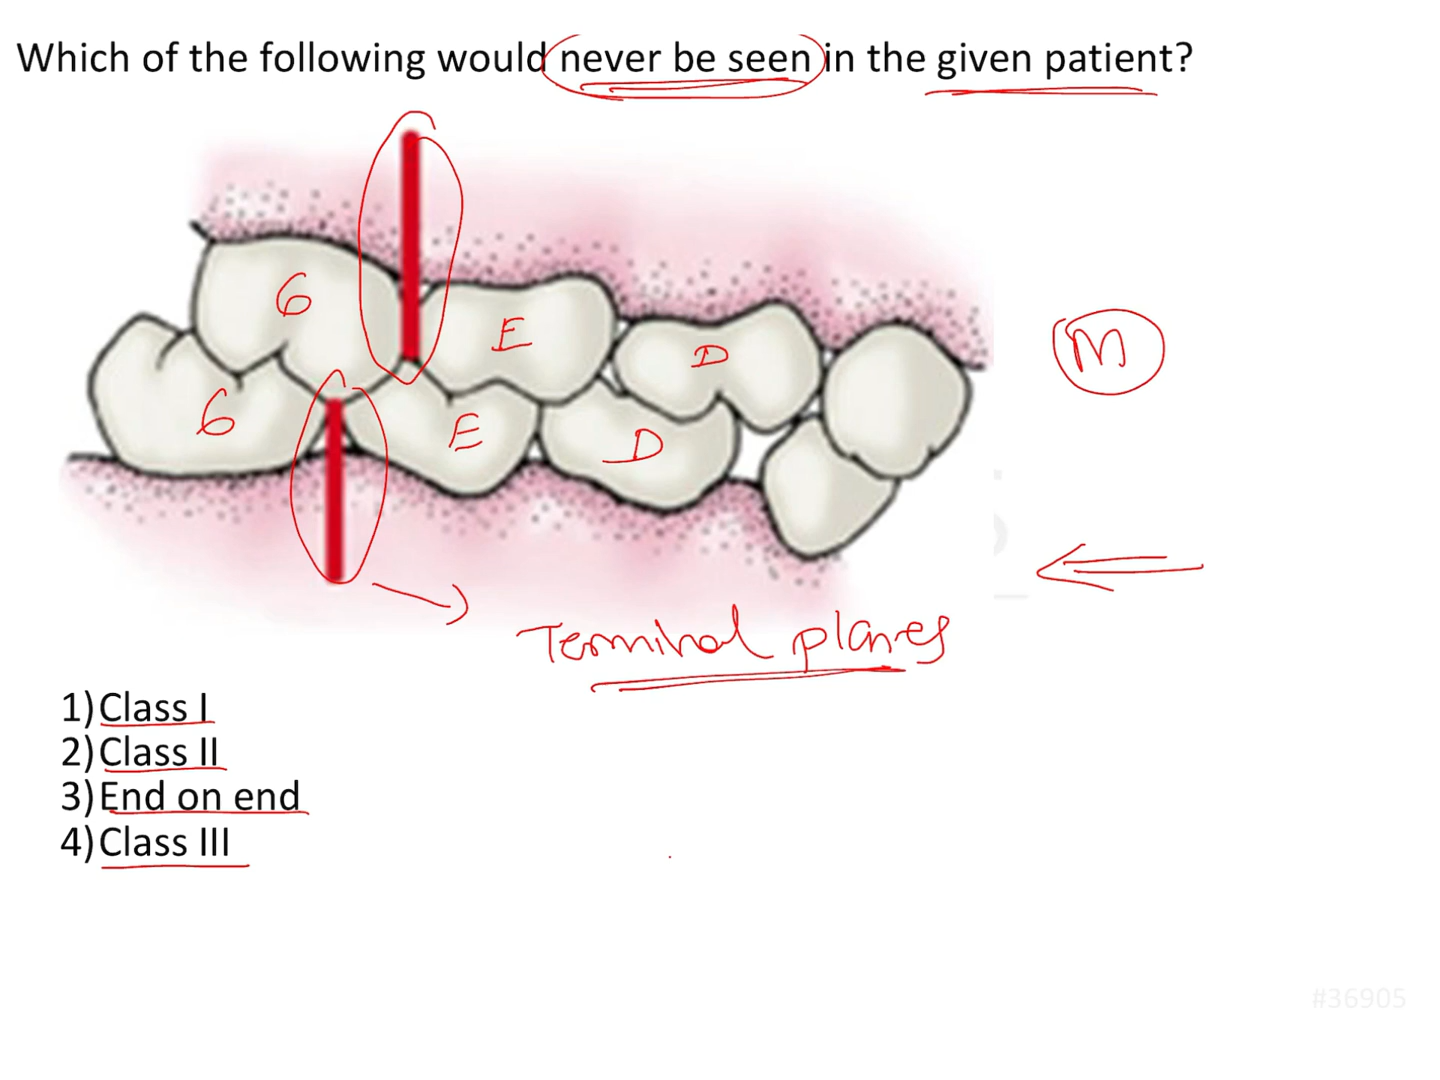 Which of the following would never be seen in the given patient?
6
E
D
M
6
E
D
Terminal planes
1) Class I
2) Class II
3) End on end
4) Class III
#36905